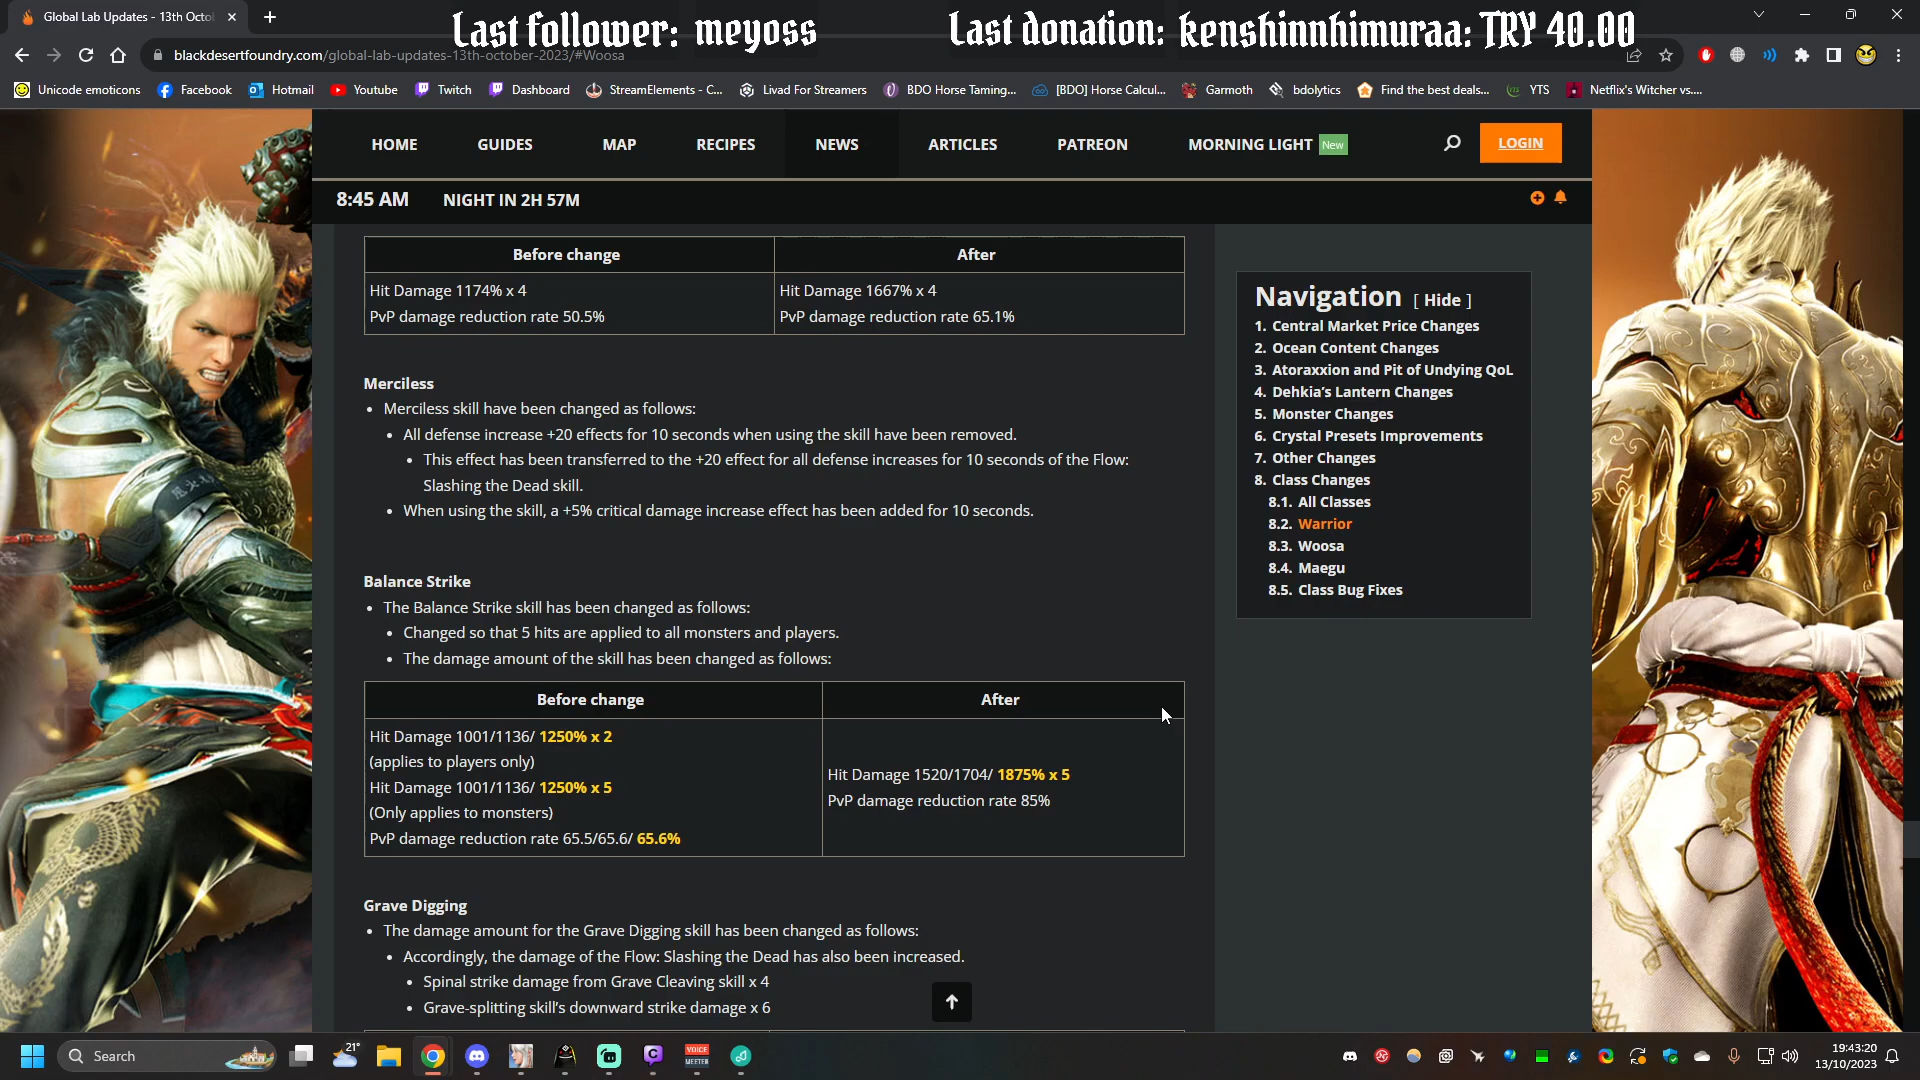 Global Lab Updates - 13th Octo
Last follower: meyoss
Last donation: kenshinnhimuraa: TRY 40.00
blackdesertfoundry.com/global-lab-updates-13th-october-2023/#Woosa
Unicode emoticons
Facebook
Hotmail
Youtube
Twitch
Dashboard
StreamElements - C...
Livad For Streamers
BDO Horse Taming...
[BDO] Horse Calcul...
Garmoth
bdolytics
Find the best deals...
YTS
Netflix's Witcher vs....
HOME
GUIDES
MAP
RECIPES
NEWS
ARTICLES
PATREON
MORNING LIGHT New
LOGIN
8:45 AM
NIGHT IN 2H 57M
Before change
After
Hit Damage 1174% x 4
PvP damage reduction rate 50.5%
Hit Damage 1667% x 4
PvP damage reduction rate 65.1%
Merciless
• Merciless skill have been changed as follows:
• All defense increase +20 effects for 10 seconds when using the skill have been removed.
• This effect has been transferred to the +20 effect for all defense increases for 10 seconds of the Flow:
Slashing the Dead skill.
• When using the skill, a +5% critical damage increase effect has been added for 10 seconds.
Balance Strike
• The Balance Strike skill has been changed as follows:
• Changed so that 5 hits are applied to all monsters and players.
• The damage amount of the skill has been changed as follows:
Before change
After
Hit Damage 1001/1136/ 1250% x 2
(applies to players only)
Hit Damage 1001/1136/ 1250% x 5
(Only applies to monsters)
PvP damage reduction rate 65.5/65.6/ 65.6%
Hit Damage 1520/1704/ 1875% x 5
PvP damage reduction rate 85%
Grave Digging
• The damage amount for the Grave Digging skill has been changed as follows:
• Accordingly, the damage of the Flow: Slashing the Dead has also been increased.
• Spinal strike damage from Grave Cleaving skill x 4
• Grave-splitting skill's downward strike damage x 6
Navigation [ Hide ]
1. Central Market Price Changes
2. Ocean Content Changes
3. Atoraxxion and Pit of Undying QoL
4. Dehkia's Lantern Changes
5. Monster Changes
6. Crystal Presets Improvements
7. Other Changes
8. Class Changes
8.1. All Classes
8.2. Warrior
8.3. Woosa
8.4. Maegu
8.5. Class Bug Fixes
Search
21°
VOICE
MEETER
19:43:20
13/10/2023